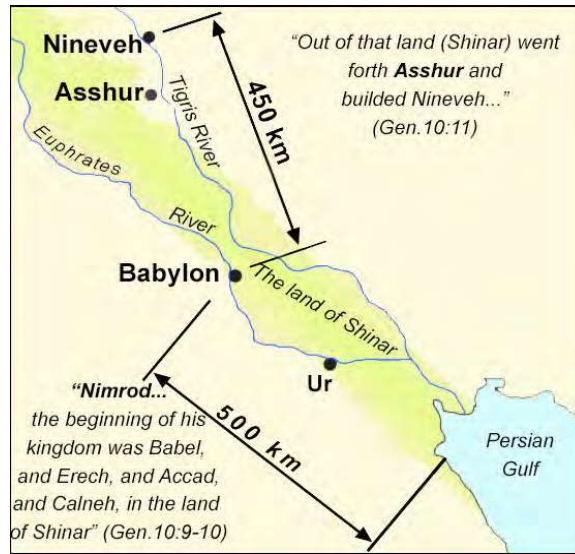 Nineveh
Asshur
Tigris River
450 km
“Out of that land (Shinar) went
forth Asshur and
builded Nineveh...”
(Gen.10:11)
Euphrates
River
Babylon
The land of Shinar
Ur
500 km
“Nimrod...
the beginning of his
kingdom was Babel,
and Erech, and Accad,
and Calneh, in the land
of Shinar” (Gen.10:9-10)
Persian
Gulf